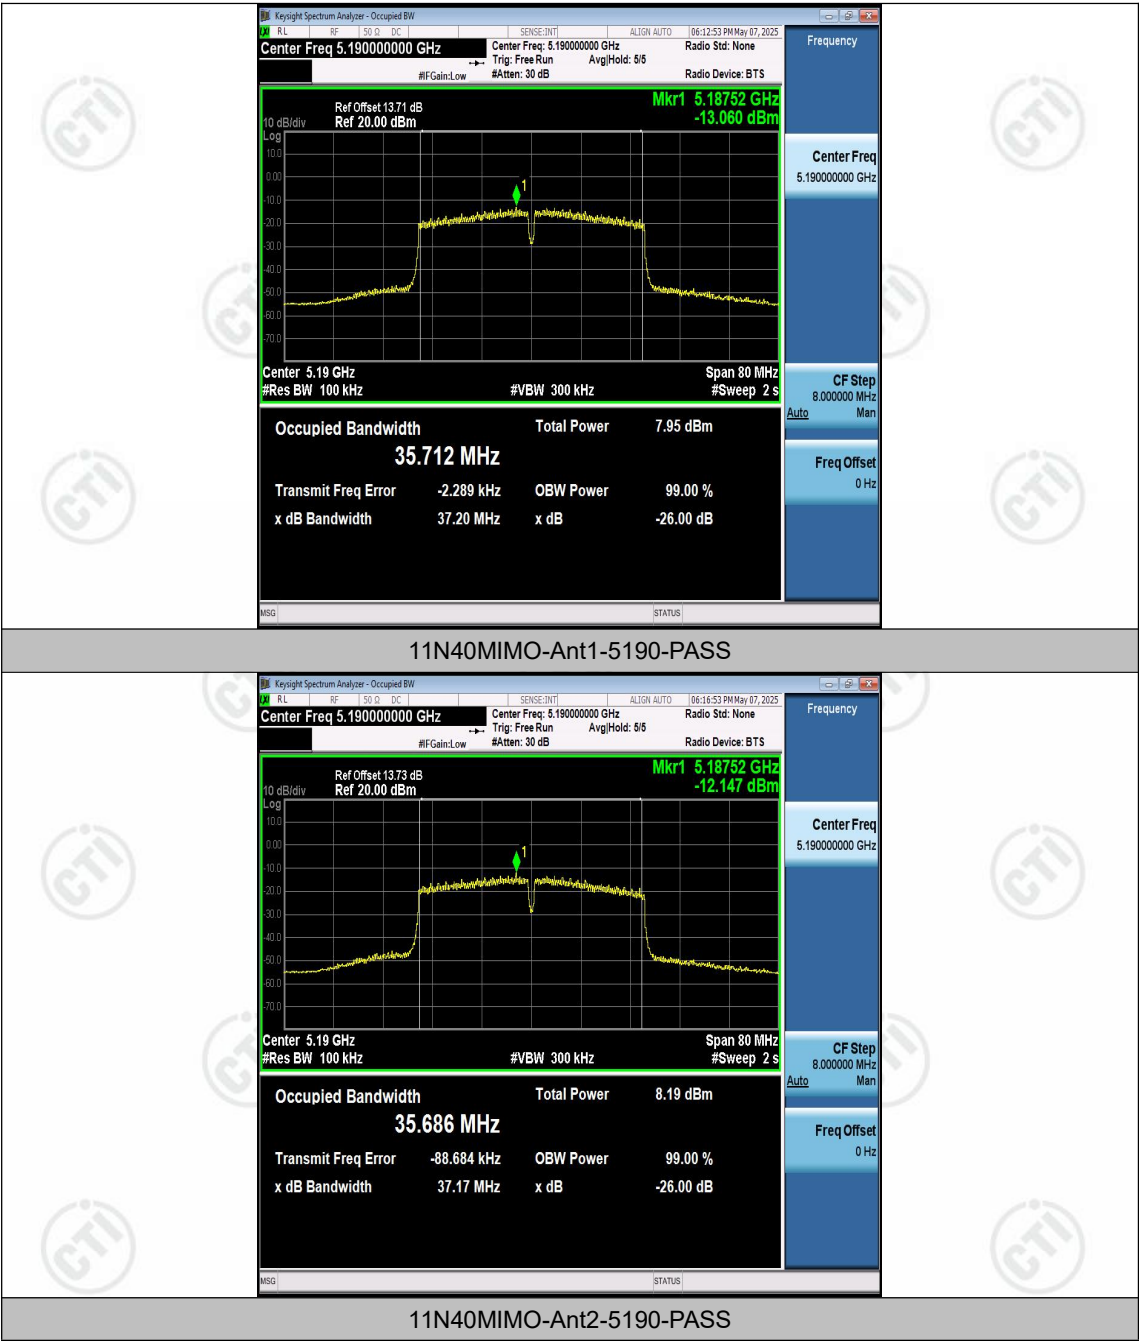 Keysight Spectrum Analyzer - Occupied BW
RL RF 50 Ω DC SENSE:INT ALIGN AUTO 06:12:53 PM May 07, 2025
Center Freq 5.190000000 GHz
Center Freq: 5.190000000 GHz
Radio Std: None
Trig: Free Run Avg|Hold: 5/5
#IFGain:Low
#Atten: 30 dB
Radio Device: BTS
Frequency
Mkr1 5.18752 GHz
-13.060 dBm
Ref Offset 13.71 dB
10 dB/div Ref 20.00 dBm
Log
10.0
0.00
-10.0
-20.0
-30.0
-40.0
-50.0
-60.0
-70.0
1
Center Freq
5.190000000 GHz
Center 5.19 GHz Span 80 MHz
#Res BW 100 kHz #VBW 300 kHz #Sweep 2 s
CF Step
8.000000 MHz
Auto Man
Occupied Bandwidth Total Power 7.95 dBm
35.712 MHz
Transmit Freq Error -2.289 kHz OBW Power 99.00 %
x dB Bandwidth 37.20 MHz x dB -26.00 dB
Freq Offset
0 Hz
MSG STATUS
11N40MIMO-Ant1-5190-PASS
Keysight Spectrum Analyzer - Occupied BW
RL RF 50 Ω DC SENSE:INT ALIGN AUTO 06:16:53 PM May 07, 2025
Center Freq 5.190000000 GHz
Center Freq: 5.190000000 GHz
Radio Std: None
Trig: Free Run Avg|Hold: 5/5
#IFGain:Low
#Atten: 30 dB
Radio Device: BTS
Frequency
Mkr1 5.18752 GHz
-12.147 dBm
Ref Offset 13.73 dB
10 dB/div Ref 20.00 dBm
Log
10.0
0.00
-10.0
-20.0
-30.0
-40.0
-50.0
-60.0
-70.0
1
Center Freq
5.190000000 GHz
Center 5.19 GHz Span 80 MHz
#Res BW 100 kHz #VBW 300 kHz #Sweep 2 s
CF Step
8.000000 MHz
Auto Man
Occupied Bandwidth Total Power 8.19 dBm
35.686 MHz
Transmit Freq Error -88.684 kHz OBW Power 99.00 %
x dB Bandwidth 37.17 MHz x dB -26.00 dB
Freq Offset
0 Hz
MSG STATUS
11N40MIMO-Ant2-5190-PASS
CTI
CTI
CTI
CTI
CTI
CTI
CTI
CTI